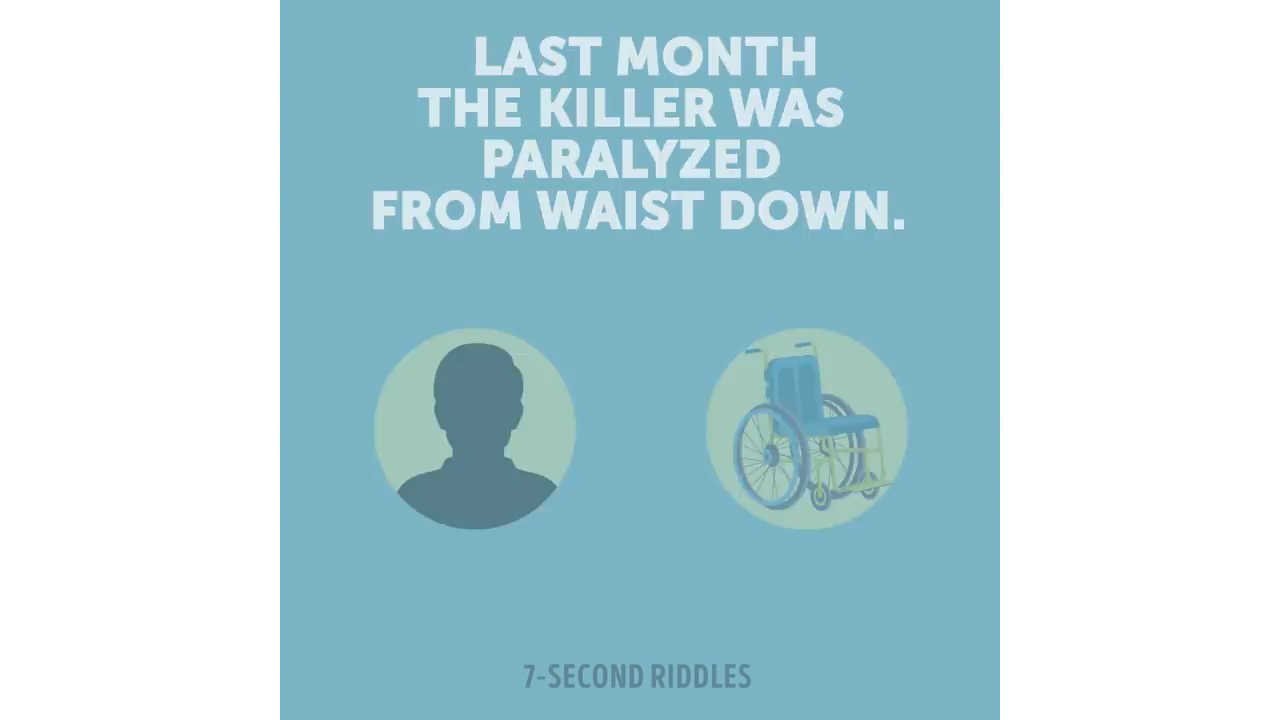 LAST MONTH
THE KILLER WAS
PARALYZED
FROM WAIST DOWN.
7-SECOND RIDDLES